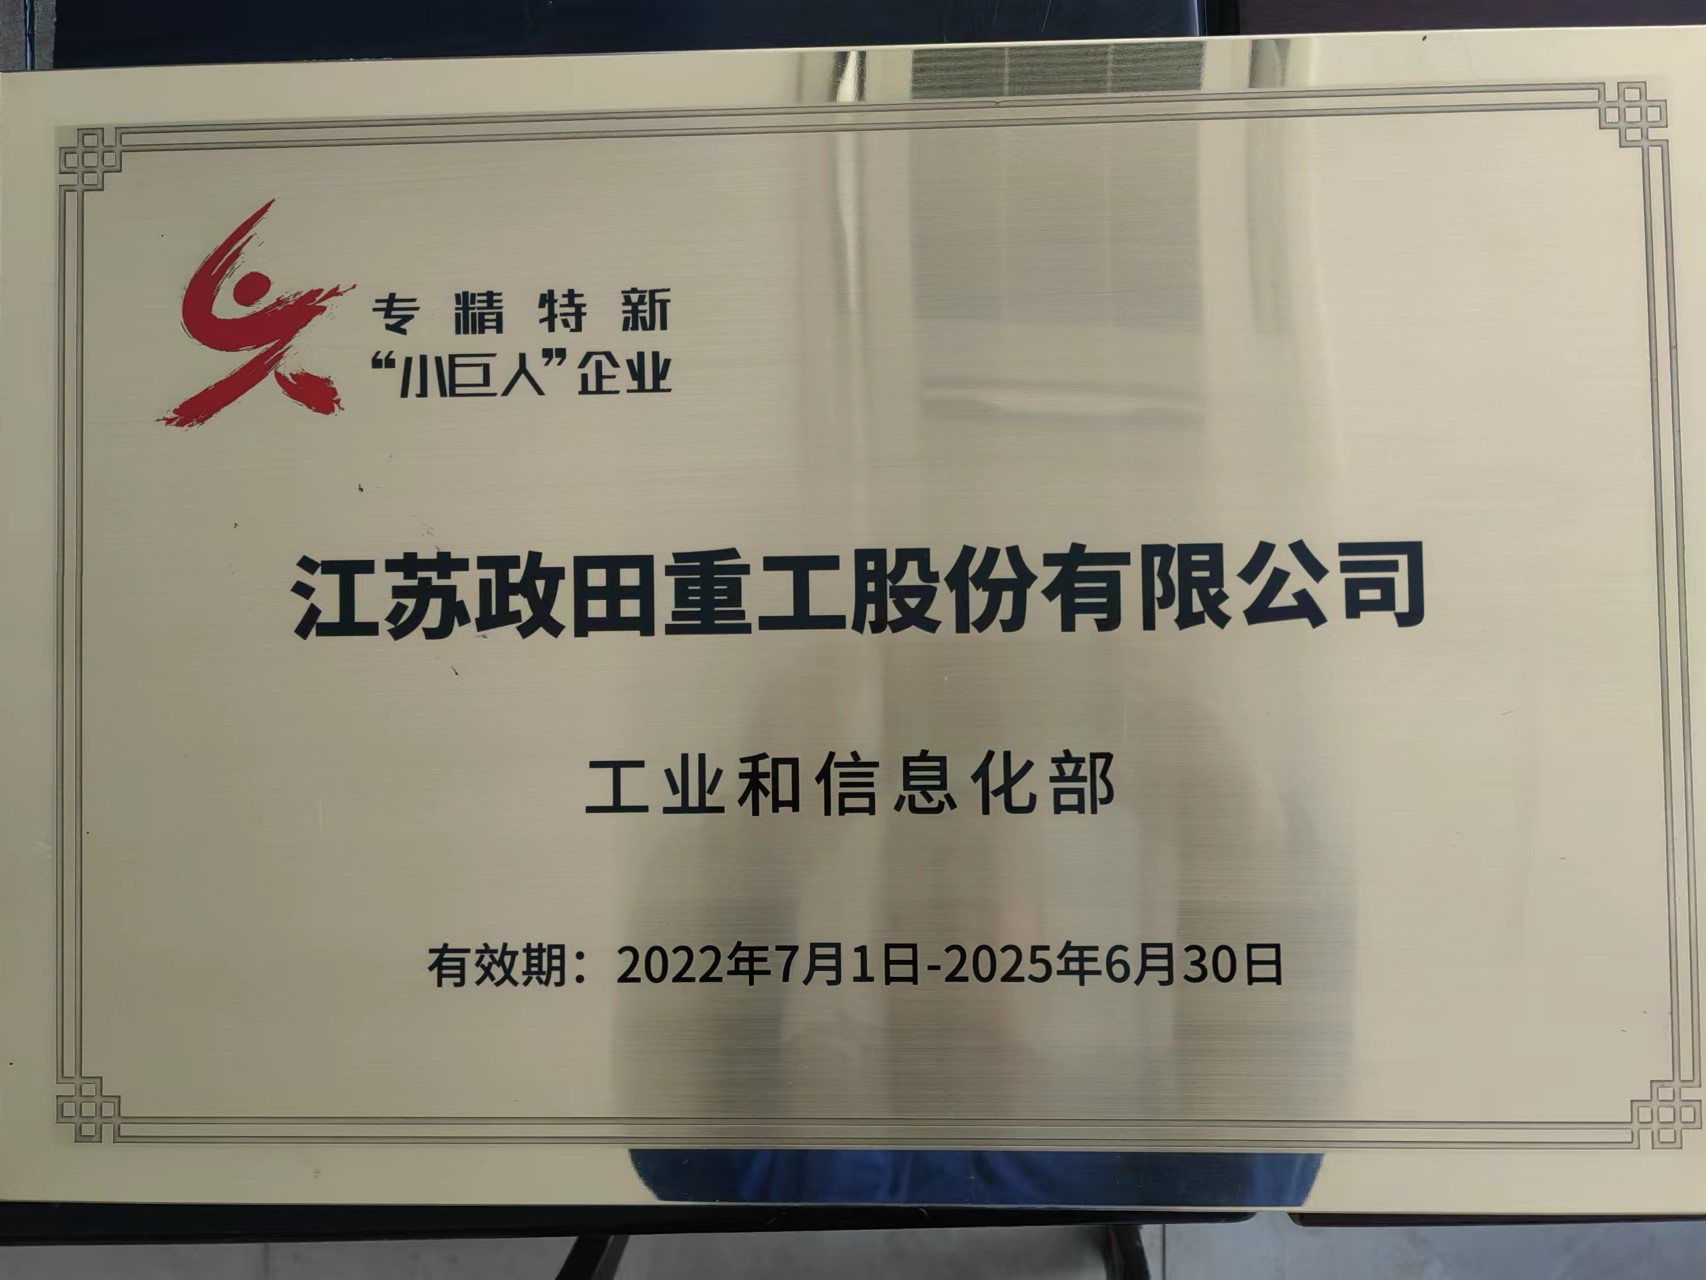 专精特新
“小巨人”企业
江苏政田重工股份有限公司
工业和信息化部
有效期：2022年7月1日-2025年6月30日